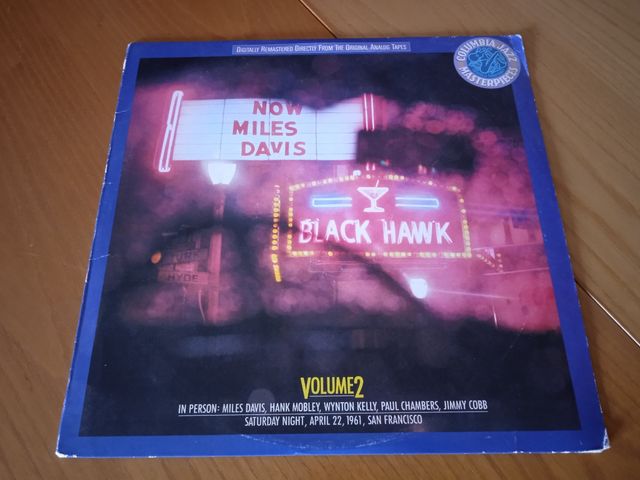 DIGITALLY REMASTERED DIRECTLY FROM THE ORIGINAL ANALOG TAPES
COLUMBIA JAZZ
MASTERPIECES
NOW
MILES
DAVIS
BLACK HAWK
HYDE
VOLUME 2
IN PERSON: MILES DAVIS, HANK MOBLEY, WYNTON KELLY, PAUL CHAMBERS, JIMMY COBB
SATURDAY NIGHT, APRIL 22, 1961, SAN FRANCISCO